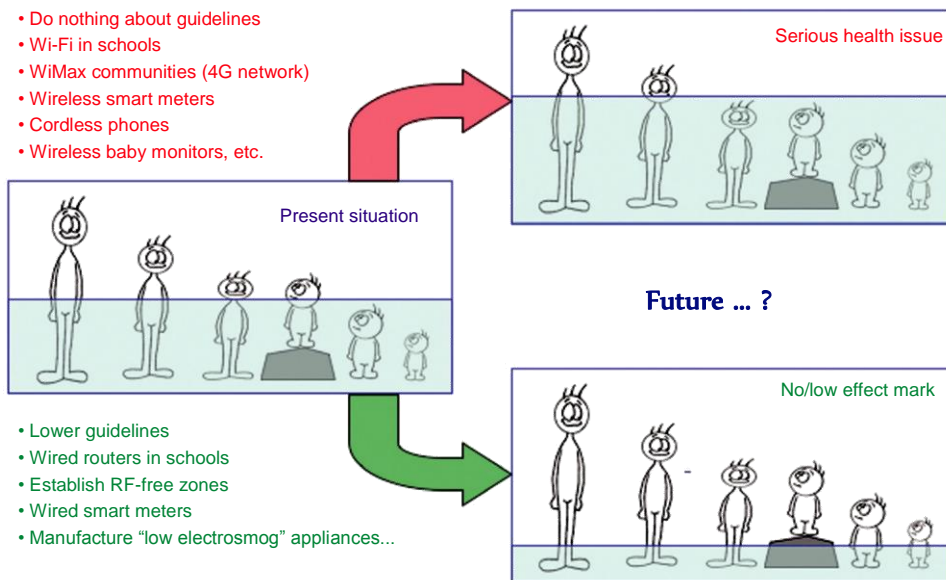 • Do nothing about guidelines
• Wi-Fi in schools
• WiMax communities (4G network)
• Wireless smart meters
• Cordless phones
• Wireless baby monitors, etc.
Serious health issue
Present situation
Future ... ?
No/low effect mark
• Lower guidelines
• Wired routers in schools
• Establish RF-free zones
• Wired smart meters
• Manufacture “low electrosmog” appliances...